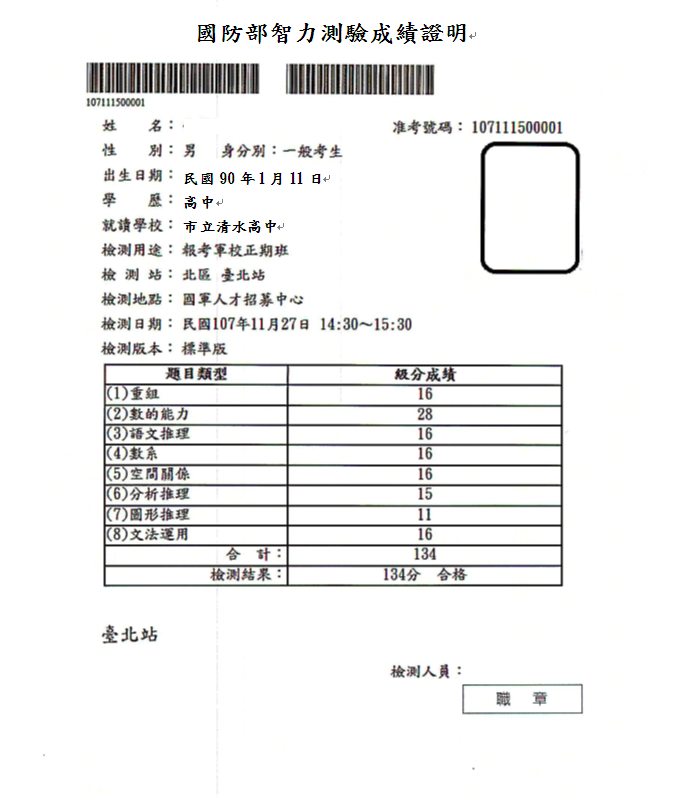 國防部智力測驗成績證明
107111500001
姓 名：
准考號碼：107111500001
性 別：男 身分別：一般考生
出生日期：民國 90 年 1 月 11 日
學 歷：高中
就讀學校：市立清水高中
檢測用途：報考軍校正期班
檢 測 站：北區 臺北站
檢測地點：國軍人才招募中心
檢測日期：民國107年11月27日 14:30～15:30
檢測版本：標準版
題目類型 級分成績
(1)重組 16
(2)數的能力 28
(3)語文推理 16
(4)數系 16
(5)空間關係 16
(6)分析推理 15
(7)圖形推理 11
(8)文法運用 16
合 計： 134
檢測結果： 134分 合格
臺北站
檢測人員：
職 章